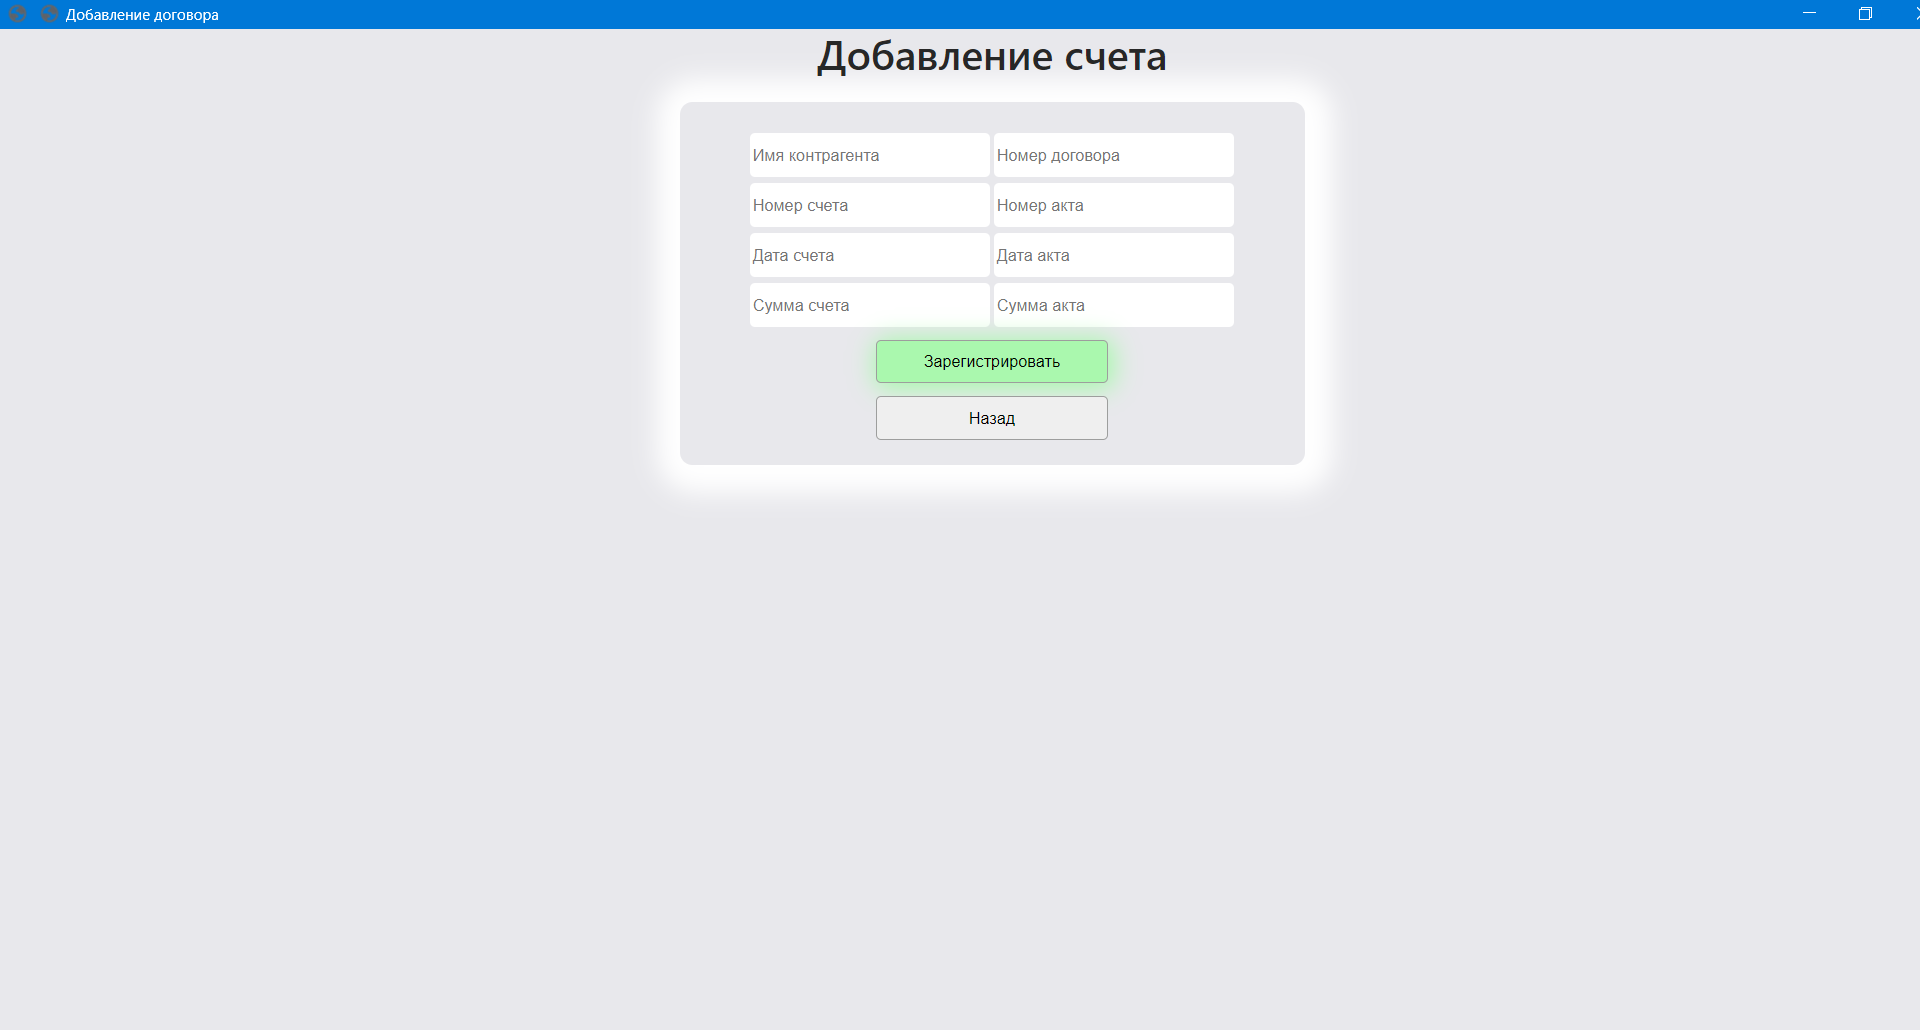 Добавление договора
Добавление счета
Имя контрагента Номер договора
Номер счета Номер акта
Дата счета Дата акта
Сумма счета Сумма акта
Зарегистрировать
Назад